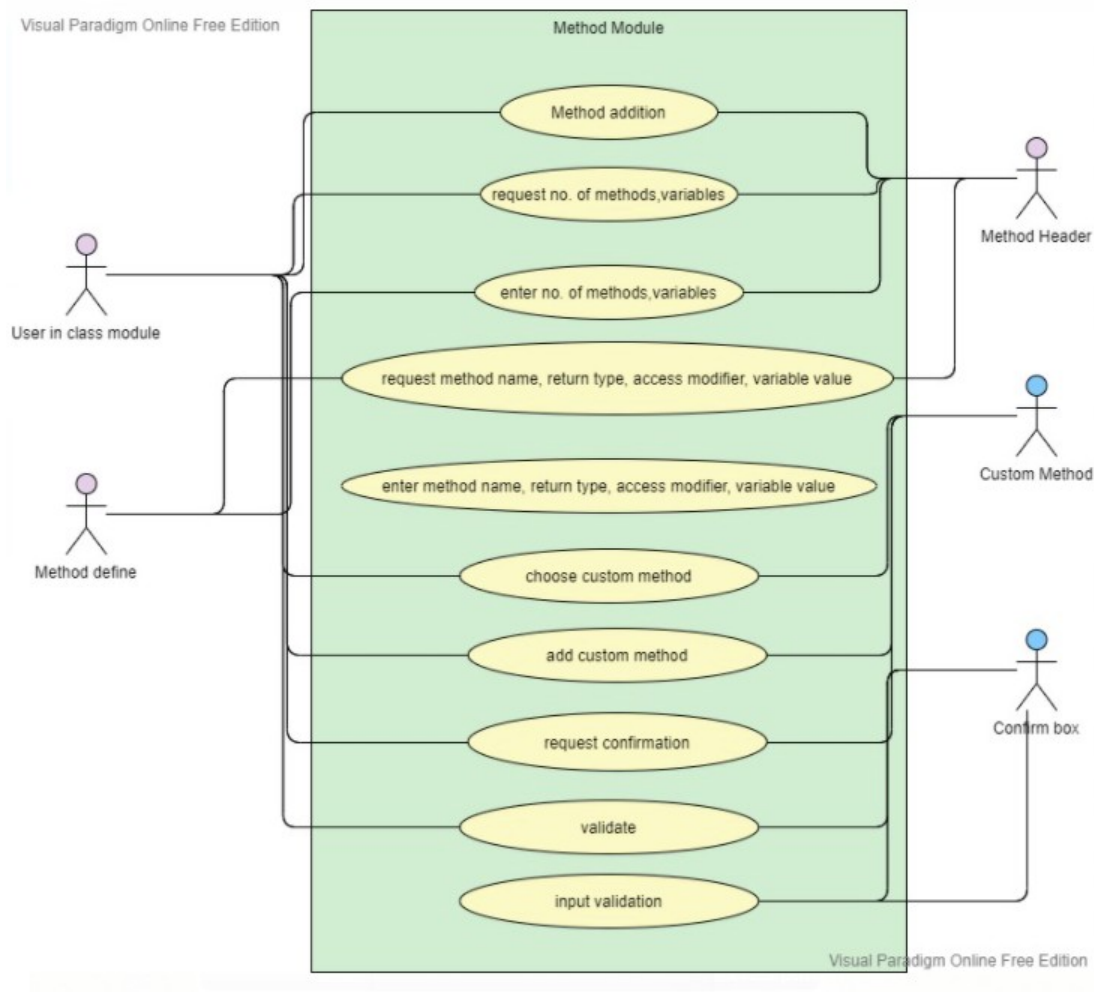 Visual Paradigm Online Free Edition
Method Module
Method addition
request no. of methods,variables
Method Header
User in class module
enter no. of methods,variables
request method name, return type, access modifier, variable value
Custom Method
enter method name, return type, access modifier, variable value
Method define
choose custom method
add custom method
Confirm box
request confirmation
validate
input validation
Visual Paradigm Online Free Edition